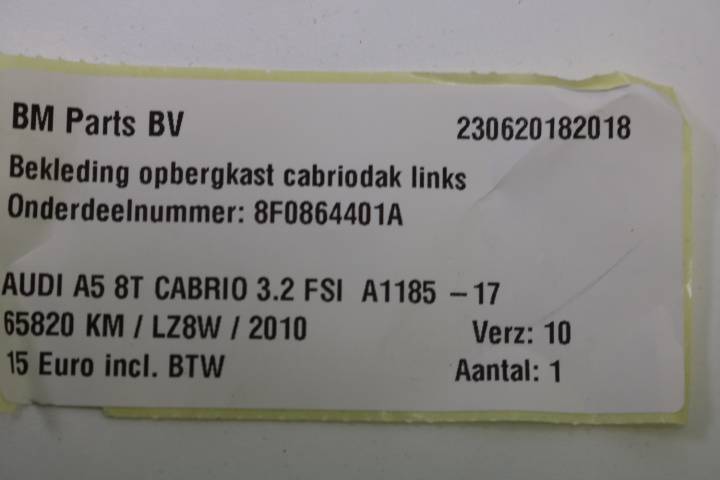 BM Parts BV 230620182018
Bekleding opbergkast cabriodak links
Onderdeelnummer: 8F0864401A
AUDI A5 8T CABRIO 3.2 FSI A1185 – 17
65820 KM / LZ8W / 2010 Verz: 10
15 Euro incl. BTW Aantal: 1